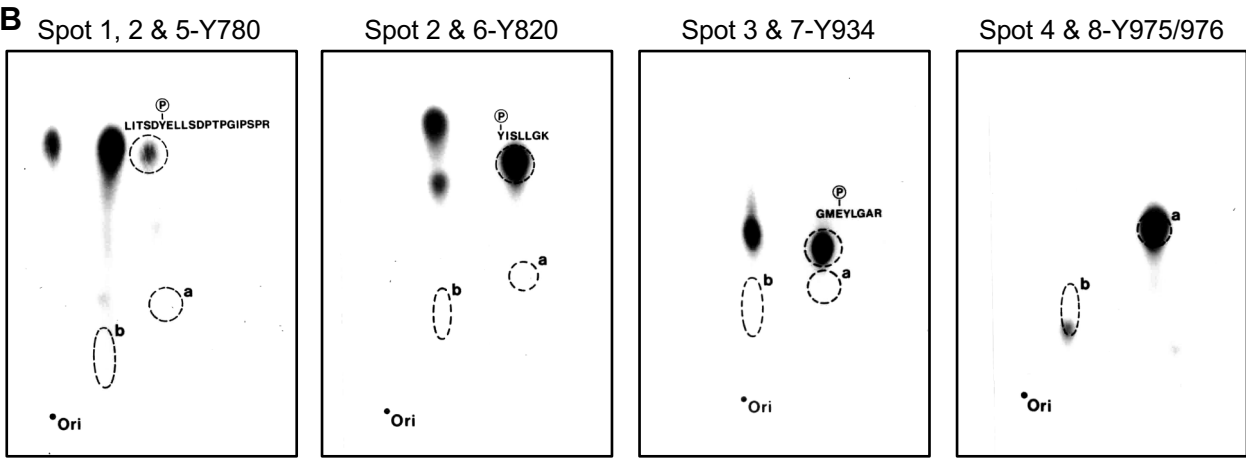 B
Spot 1, 2 & 5-Y780
Spot 2 & 6-Y820
Spot 3 & 7-Y934
Spot 4 & 8-Y975/976
P
LITSDYELLSDPTPGIPSPR
a
b
Ori
P
YISLLGK
a
b
Ori
P
GMEYLGAR
a
b
Ori
a
b
Ori